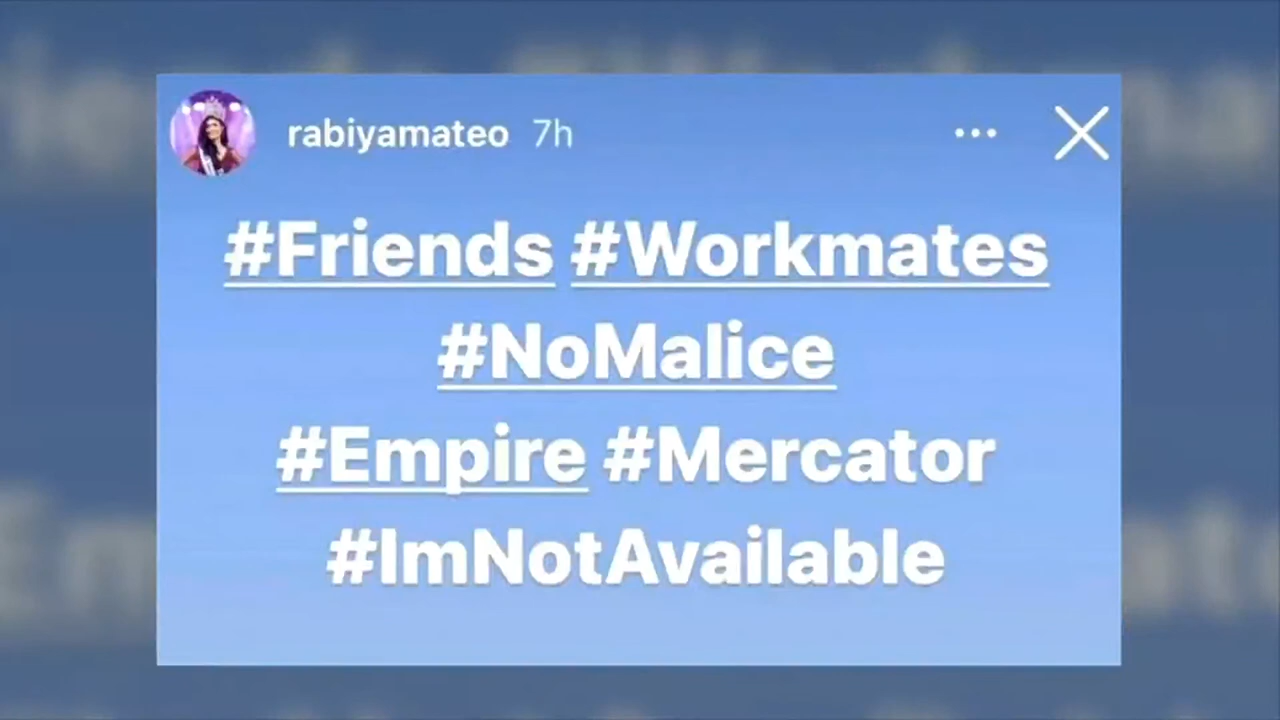 rabiyamateo 7h
#Friends #Workmates
#NoMalice
#Empire #Mercator
#ImNotAvailable